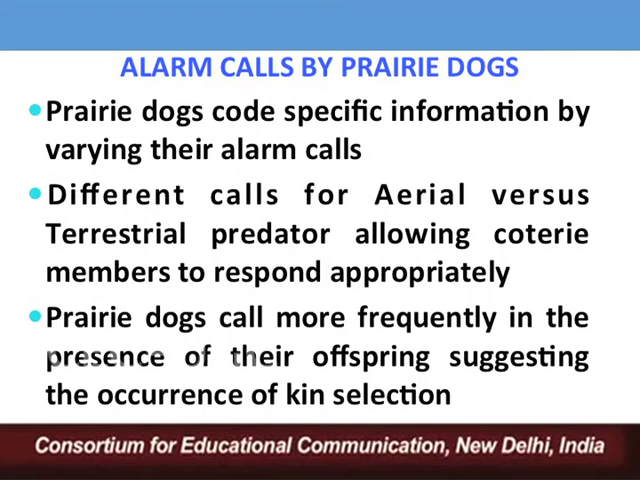 ALARM CALLS BY PRAIRIE DOGS
•Prairie dogs code specific information by
varying their alarm calls
•Different calls for Aerial versus
Terrestrial predator allowing coterie
members to respond appropriately
•Prairie dogs call more frequently in the
presence of their offspring suggesting
the occurrence of kin selection
Consortium for Educational Communication, New Delhi, India